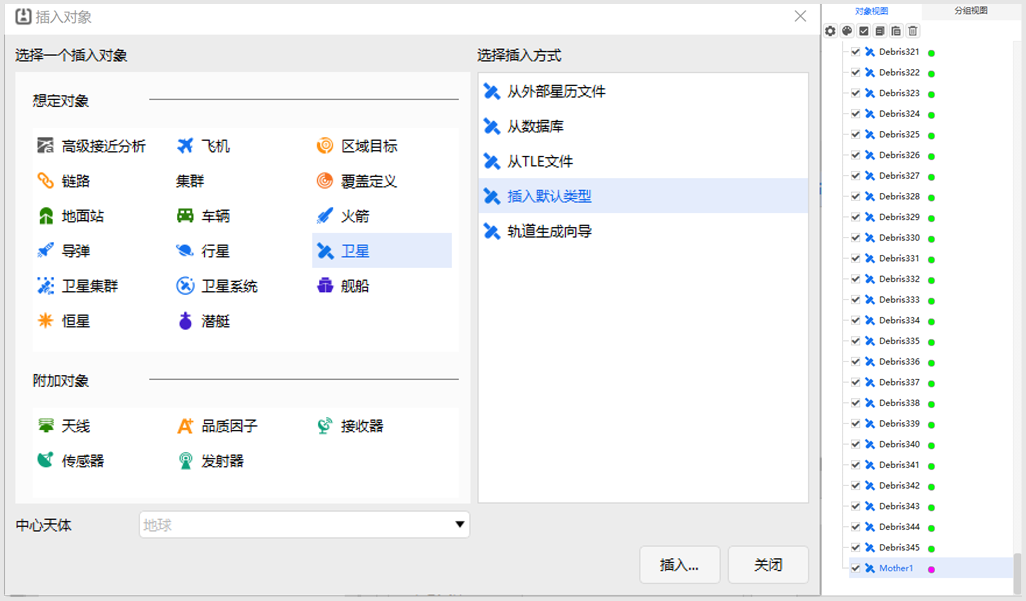 插入对象
选择一个插入对象
想定对象
高级接近分析 飞机 区域目标
链路 集群 覆盖定义
地面站 车辆 火箭
导弹 行星 卫星
卫星集群 卫星系统 舰船
恒星 潜艇
附加对象
天线 品质因子 接收器
传感器 发射器
中心天体 地球
选择插入方式
从外部星历文件
从数据库
从TLE文件
插入默认类型
轨道生成向导
插入... 关闭
对象视图 分组视图
Debris321
Debris322
Debris323
Debris324
Debris325
Debris326
Debris327
Debris328
Debris329
Debris330
Debris331
Debris332
Debris333
Debris334
Debris335
Debris336
Debris337
Debris338
Debris339
Debris340
Debris341
Debris342
Debris343
Debris344
Debris345
Mother1